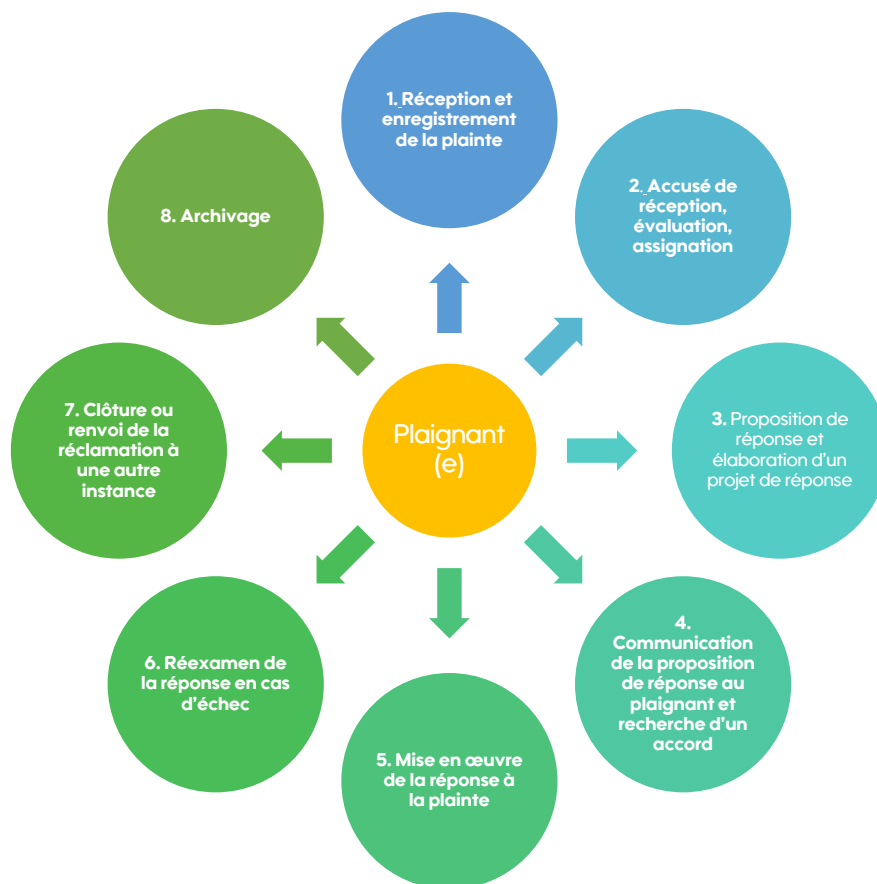 1. Réception et
enregistrement
de la plainte
2. Accusé de
réception,
évaluation,
assignation
3. Proposition de
réponse et
élaboration d'un
projet de réponse
4.
Communication
de la proposition
de réponse au
plaignant et
recherche d'un
accord
5. Mise en œuvre
de la réponse à
la plainte
6. Réexamen de
la réponse en cas
d'échec
7. Clôture ou
renvoi de la
réclamation à
une autre
instance
8. Archivage
Plaignant
(e)